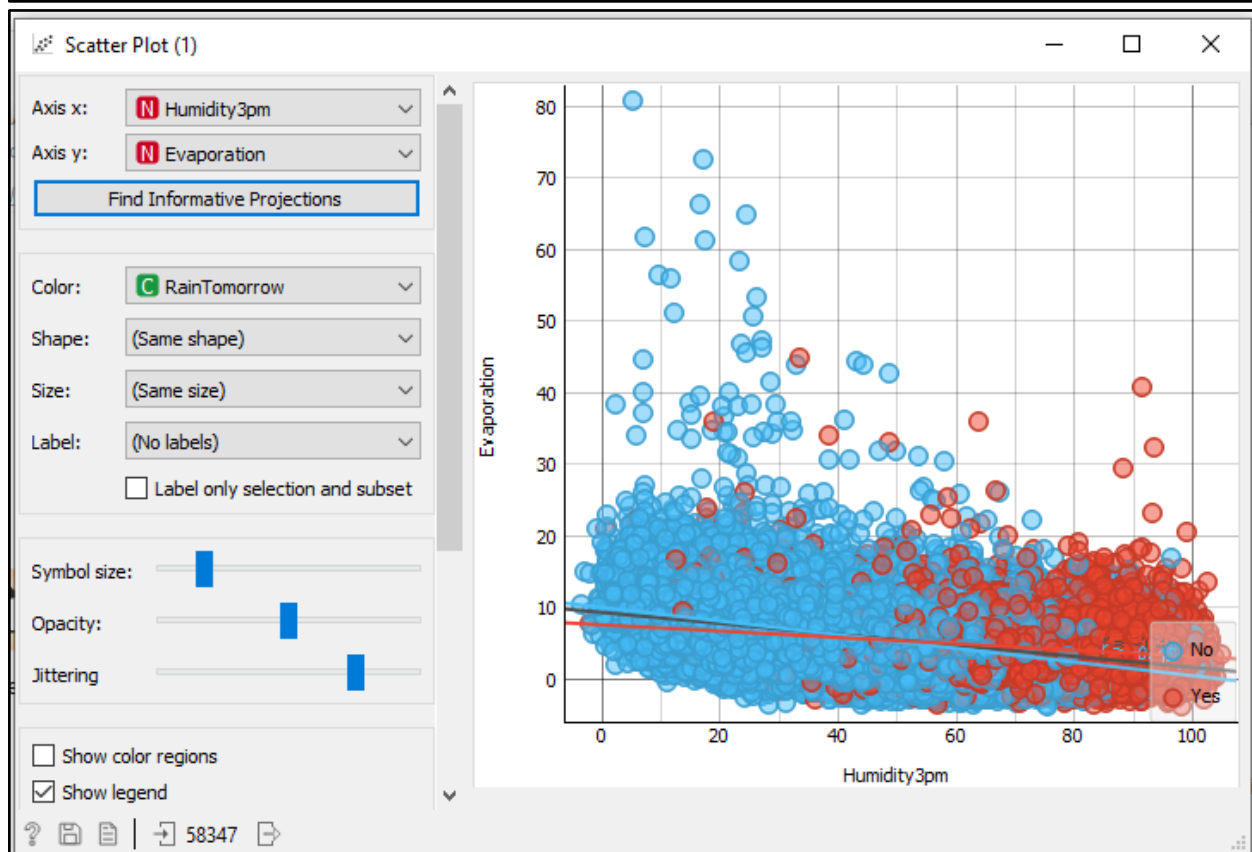 Scatter Plot (1)
Axis x:
N Humidity3pm
Axis y:
N Evaporation
Find Informative Projections
Color:
C RainTomorrow
Shape:
(Same shape)
Size:
(Same size)
Label:
(No labels)
Label only selection and subset
Symbol size:
Opacity:
Jittering
Show color regions
Show legend
? 58347
80
70
60
50
40
30
20
10
0
Evaporation
0 20 40 60 80 100
Humidity3pm
No
Yes